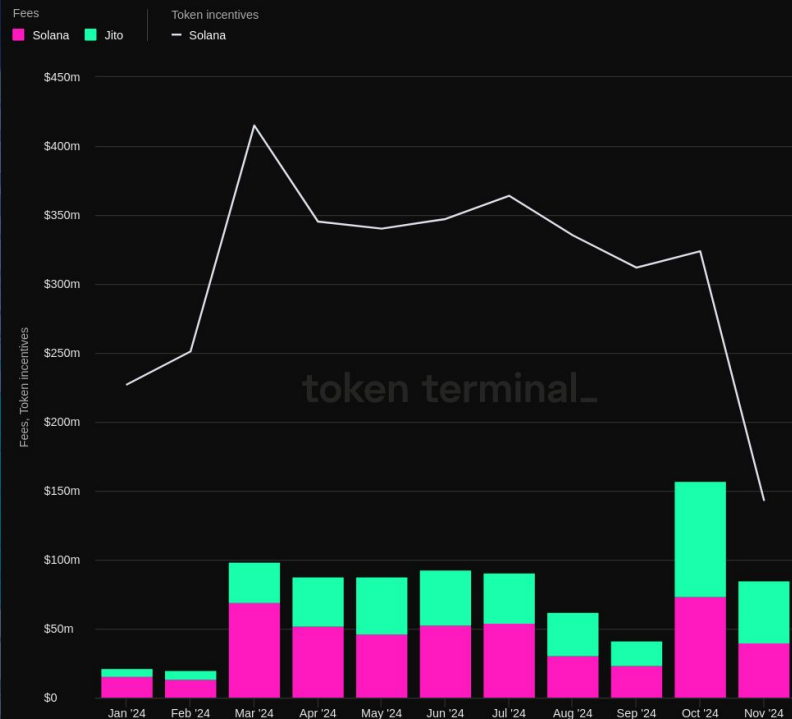 Fees
Token incentives
Solana
Jito
Solana
$450m
$400m
$350m
$300m
$250m
$200m
$150m
$100m
$50m
$0
Fees, Token incentives
token terminal_
Jan '24
Feb '24
Mar '24
Apr '24
May '24
Jun '24
Jul '24
Aug '24
Sep '24
Oct '24
Nov '24